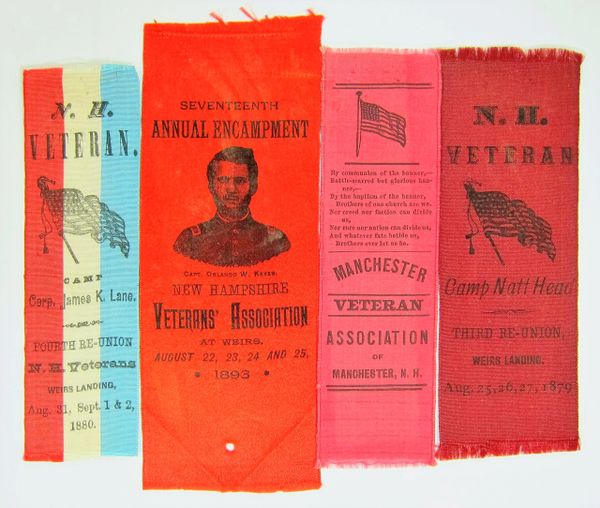 N. H.
VETERAN.
CAMP
Corp. James K. Lane.
OR
FOURTH RE-UNION
N. H. Veterans
WEIRS LANDING,
Aug. 31, Sept. 1 & 2,
1880.
SEVENTEENTH
ANNUAL ENCAMPMENT
CAPT. ORLANDO W. KEYES.
NEW HAMPSHIRE
VETERANS' ASSOCIATION
AT WEIRS,
AUGUST 22, 23, 24 AND 25,
• 1893 •
By communion of the banner,—
Battle-scarred but glorious ban-
ner,—
By the baptism of the banner,
Brothers of one church are we.
Nor creed nor faction can divide
us,
Nor race nor nation can divide us,
And whatever fate betide us,
Brothers ever let us be.
MANCHESTER
VETERAN
ASSOCIATION
OF
MANCHESTER, N. H.
N. H.
VETERAN
Camp Natt Head
THIRD RE-UNION,
WEIRS LANDING.
Aug. 25, 26, 27, 1879